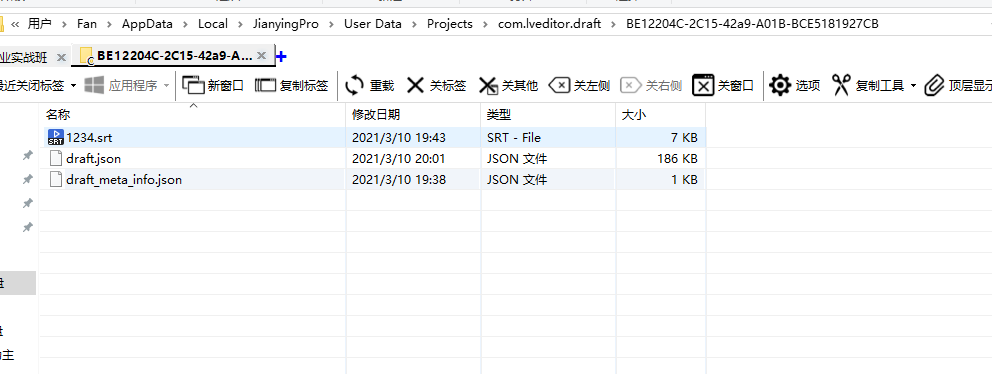 用户 > Fan > AppData > Local > JianyingPro > User Data > Projects > com.lveditor.draft > BE12204C-2C15-42a9-A01B-BCE5181927CB
业实战班 BE12204C-2C15-42a9-A...
最近关闭标签 应用程序 新窗口 复制标签 重载 关标签 关其他 关左侧 关右侧 关窗口 选项 复制工具 顶层显示
名称 修改日期 类型 大小
1234.srt 2021/3/10 19:43 SRT - File 7 KB
draft.json 2021/3/10 20:01 JSON 文件 186 KB
draft_meta_info.json 2021/3/10 19:38 JSON 文件 1 KB
为主